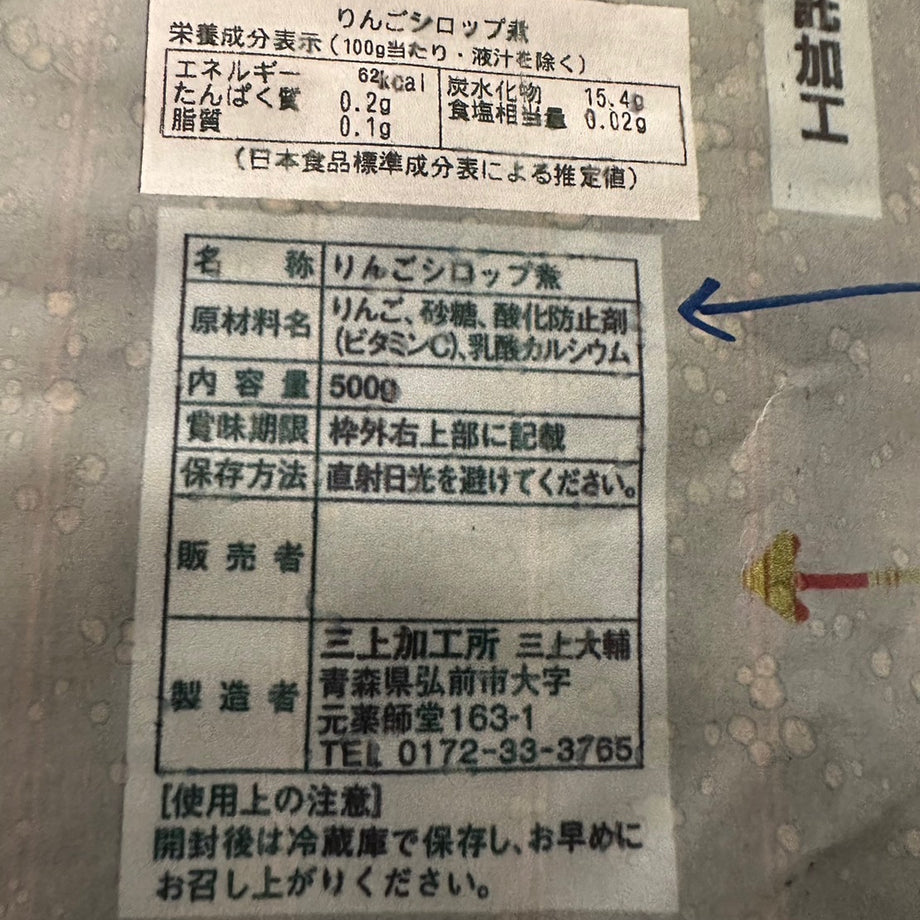 りんごシロップ煮
栄養成分表示(100g当たり・液汁を除く)
エネルギー 62kcal
たんぱく質 0.2g
脂質 0.1g
炭水化物 15.4g
食塩相当量 0.02g
(日本食品標準成分表による推定値)
託加工
名称 りんごシロップ煮
原材料名 りんご、砂糖、酸化防止剤
(ビタミンC)、乳酸カルシウム
内容量 500g
賞味期限 枠外右上部に記載
保存方法 直射日光を避けてください。
販売者
製造者 三上加工所 三上大輔
青森県弘前市大字
元薬師堂163-1
TEL 0172-33-3765
[使用上の注意]
開封後は冷蔵庫で保存し、お早めに
お召し上がりください。